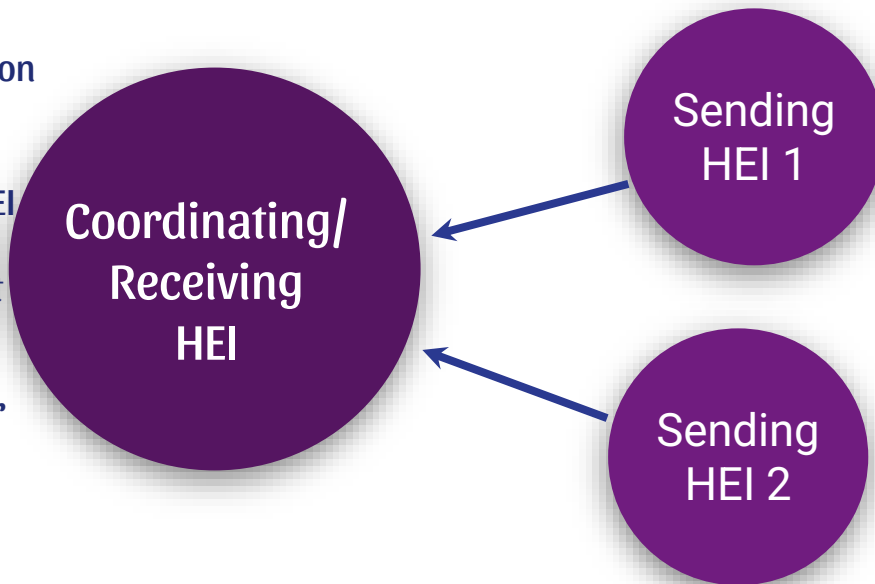 Coordinating/
Receiving
HEI
Sending
HEI 1
Sending
HEI 2